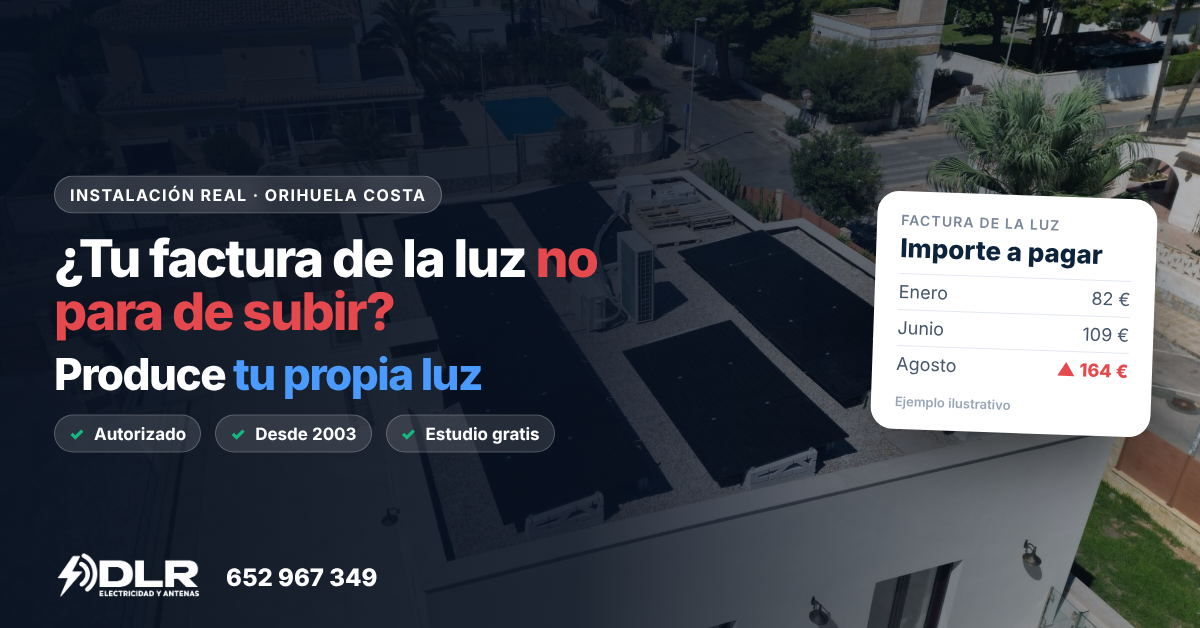 INSTALACIÓN REAL · ORIHUELA COSTA
¿Tu factura de la luz no
para de subir?
Produce tu propia luz
✓ Autorizado ✓ Desde 2003 ✓ Estudio gratis
DLR
ELECTRICIDAD Y ANTENAS
652 967 349
FACTURA DE LA LUZ
Importe a pagar
Enero 82 €
Junio 109 €
Agosto ▲ 164 €
Ejemplo ilustrativo